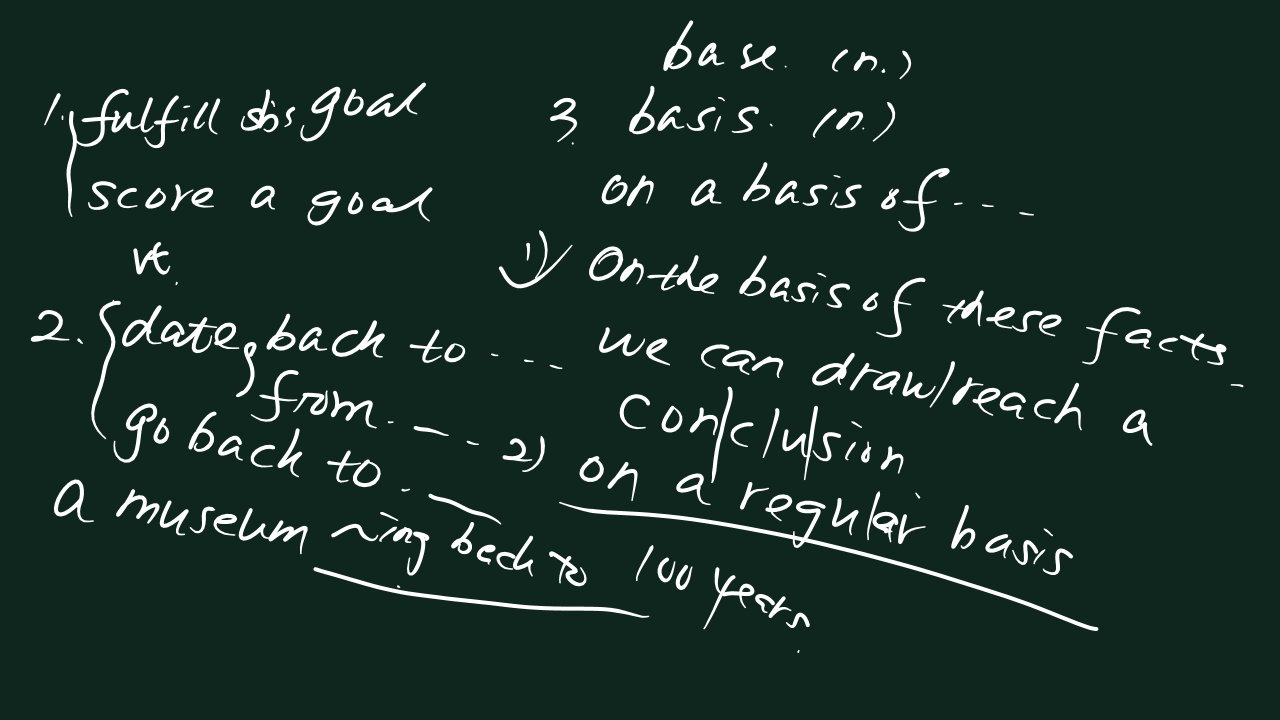 1. fulfill sb's goal
score a goal
vt.
2. date back to ...
from ...
go back to ...
a museum ~ing back to 100 years.
base. (n.)
3. basis. (n.)
on a basis of ...
1) On the basis of these facts
we can draw/reach a
conclusion
2) on a regular basis